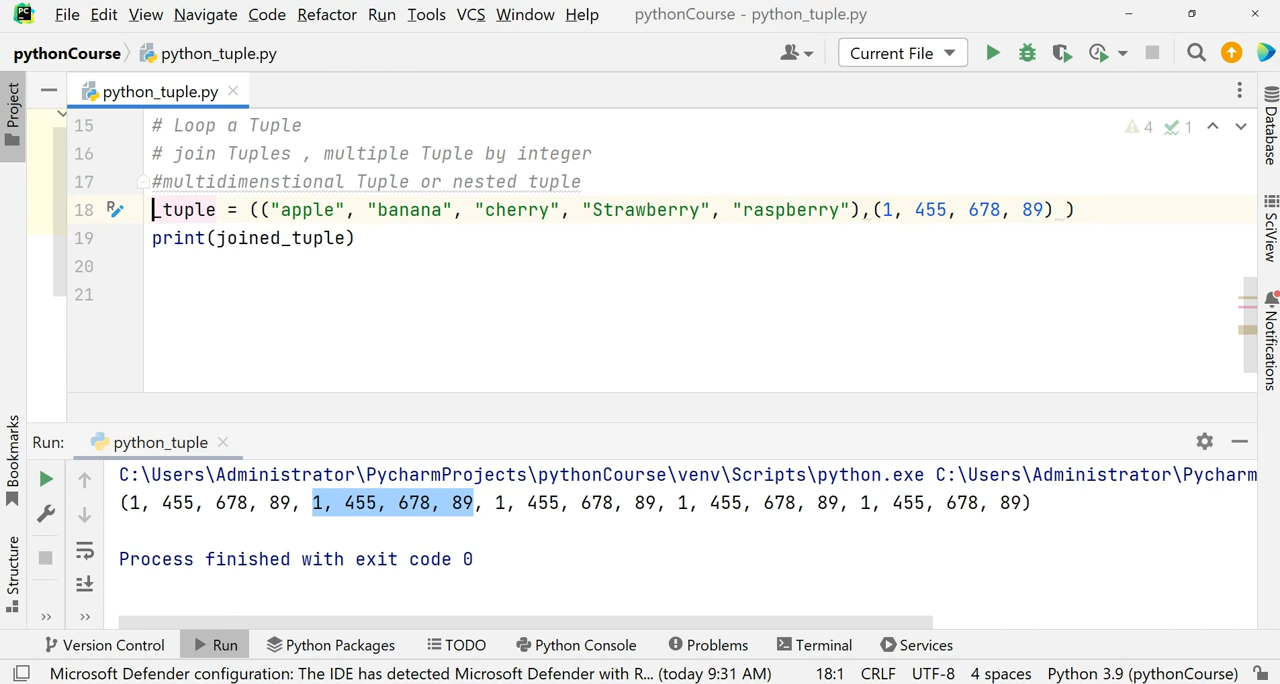 PC File Edit View Navigate Code Refactor Run Tools VCS Window Help pythonCourse - python_tuple.py
pythonCourse python_tuple.py Current File
Project
python_tuple.py
15 # Loop a Tuple 4 1
16 # join Tuples , multiple Tuple by integer
17 #multidimenstional Tuple or nested tuple
18 _tuple = (("apple", "banana", "cherry", "Strawberry", "raspberry"),(1, 455, 678, 89) )
19 print(joined_tuple)
20
21
Database
SciView
Notifications
Bookmarks
Structure
Run: python_tuple
C:\Users\Administrator\PycharmProjects\pythonCourse\venv\Scripts\python.exe C:\Users\Administrator\Pycharm
(1, 455, 678, 89, 1, 455, 678, 89, 1, 455, 678, 89, 1, 455, 678, 89, 1, 455, 678, 89)
Process finished with exit code 0
Version Control Run Python Packages TODO Python Console Problems Terminal Services
Microsoft Defender configuration: The IDE has detected Microsoft Defender with R... (today 9:31 AM) 18:1 CRLF UTF-8 4 spaces Python 3.9 (pythonCourse)